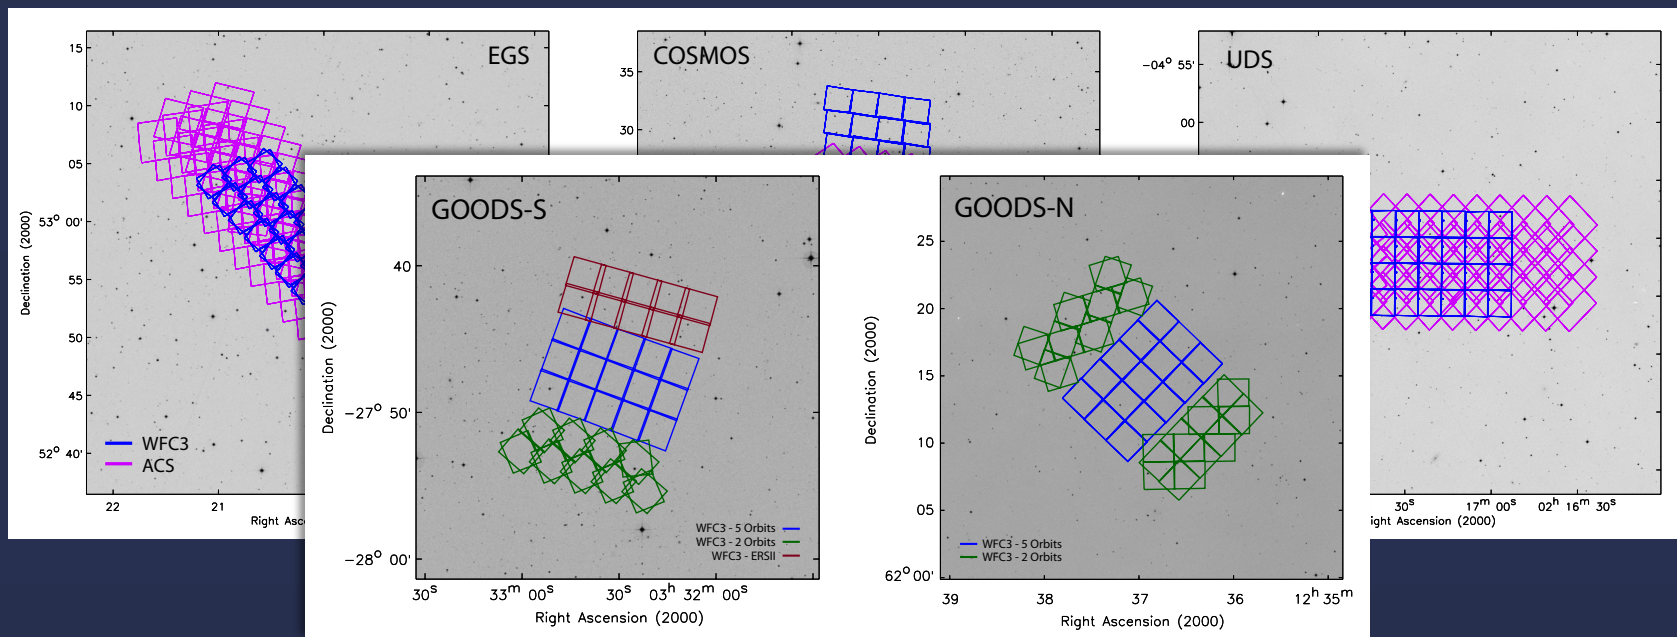 EGS
15
10
05
53° 00'
55
50
45
52° 40'
Declination (2000)
WFC3
ACS
22
21
Right Asc
COSMOS
35
30
UDS
-04° 55'
00
30ˢ
17ᵐ 00ˢ
02ʰ 16ᵐ 30ˢ
ight Ascension (2000)
GOODS-S
40
-27° 50'
-28° 00'
Declination (2000)
WFC3 - 5 Orbits
WFC3 - 2 Orbits
WFC3 - ERSII
30ˢ
33ᵐ 00ˢ
30ˢ
03ʰ 32ᵐ 00ˢ
Right Ascension (2000)
GOODS-N
25
20
15
10
05
62° 00'
Declination (2000)
WFC3 - 5 Orbits
WFC3 - 2 Orbits
39
38
37
36
12ʰ 35ᵐ
Right Ascension (2000)